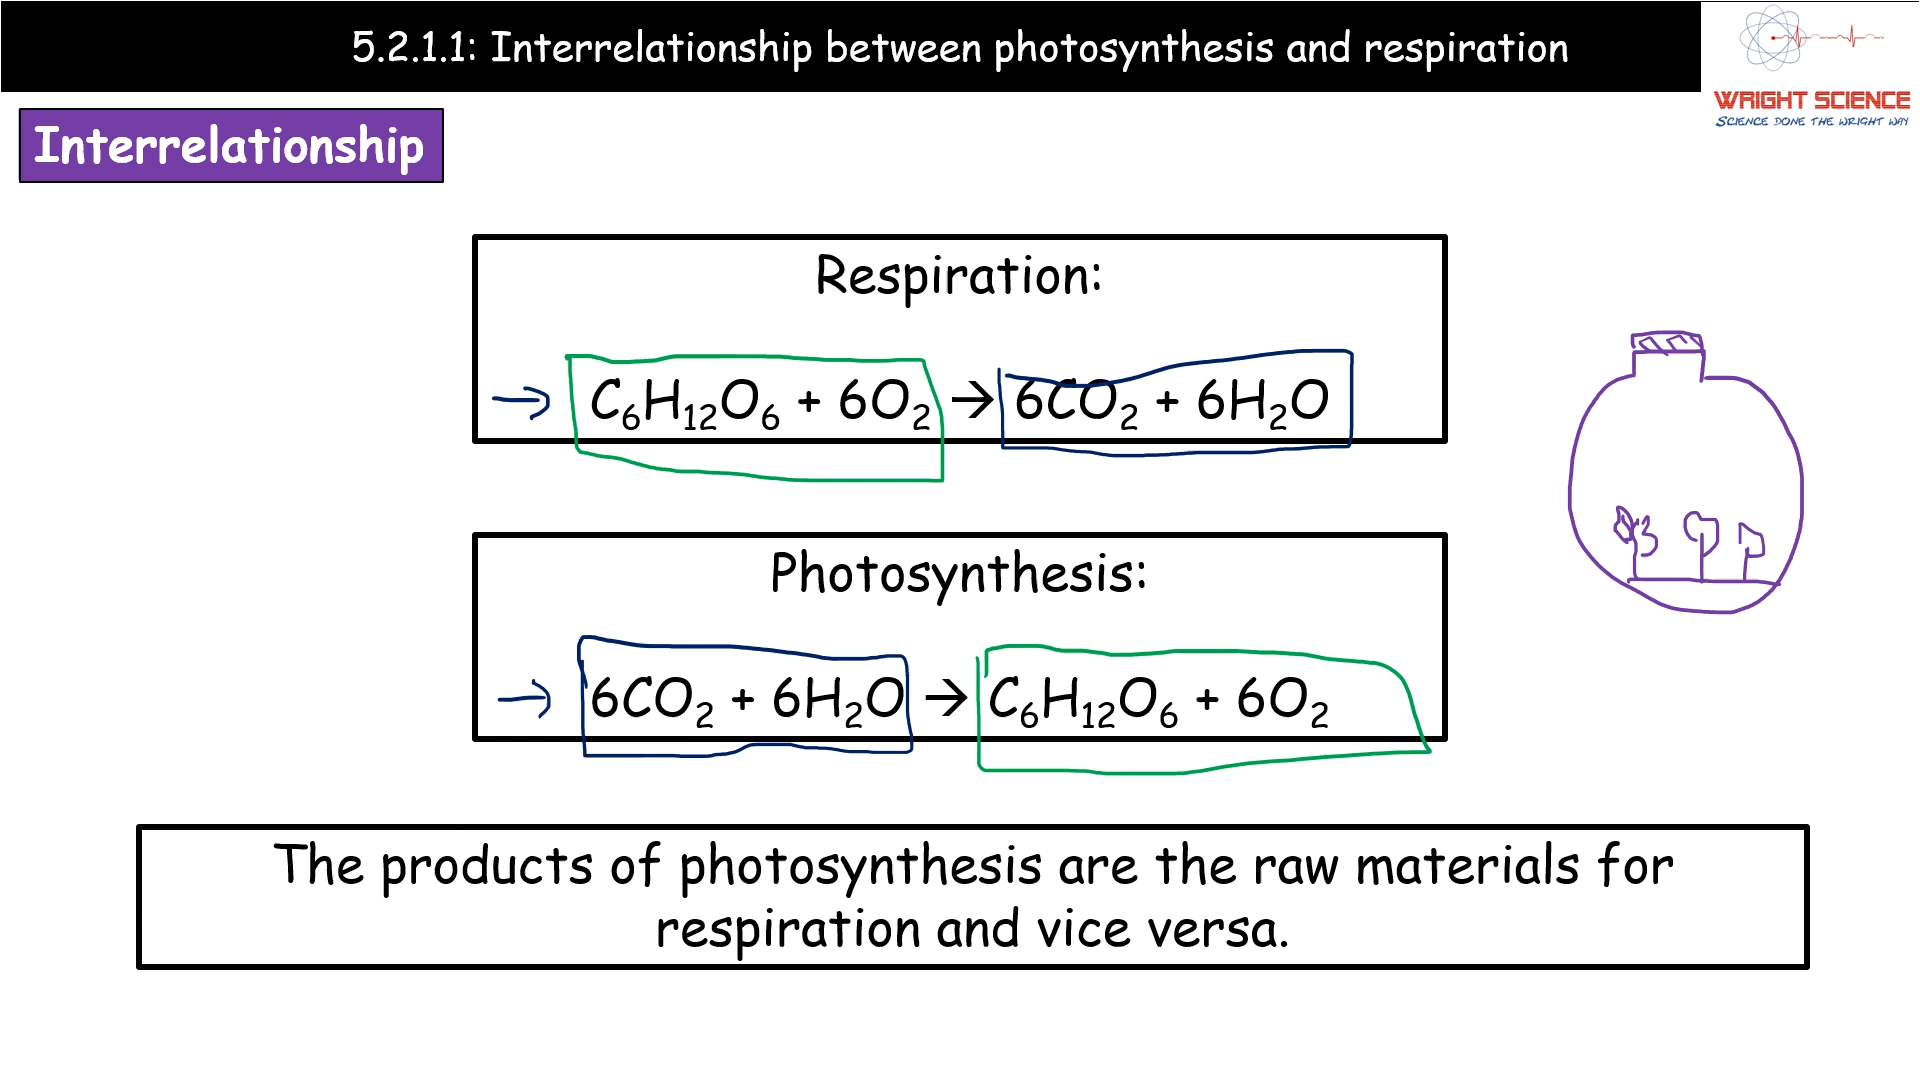 5.2.1.1: Interrelationship between photosynthesis and respiration
WRIGHT SCIENCE
SCIENCE DONE THE WRIGHT WAY
Interrelationship
Respiration:
→ C₆H₁₂O₆ + 6O₂ → 6CO₂ + 6H₂O
Photosynthesis:
→ 6CO₂ + 6H₂O → C₆H₁₂O₆ + 6O₂
The products of photosynthesis are the raw materials for
respiration and vice versa.